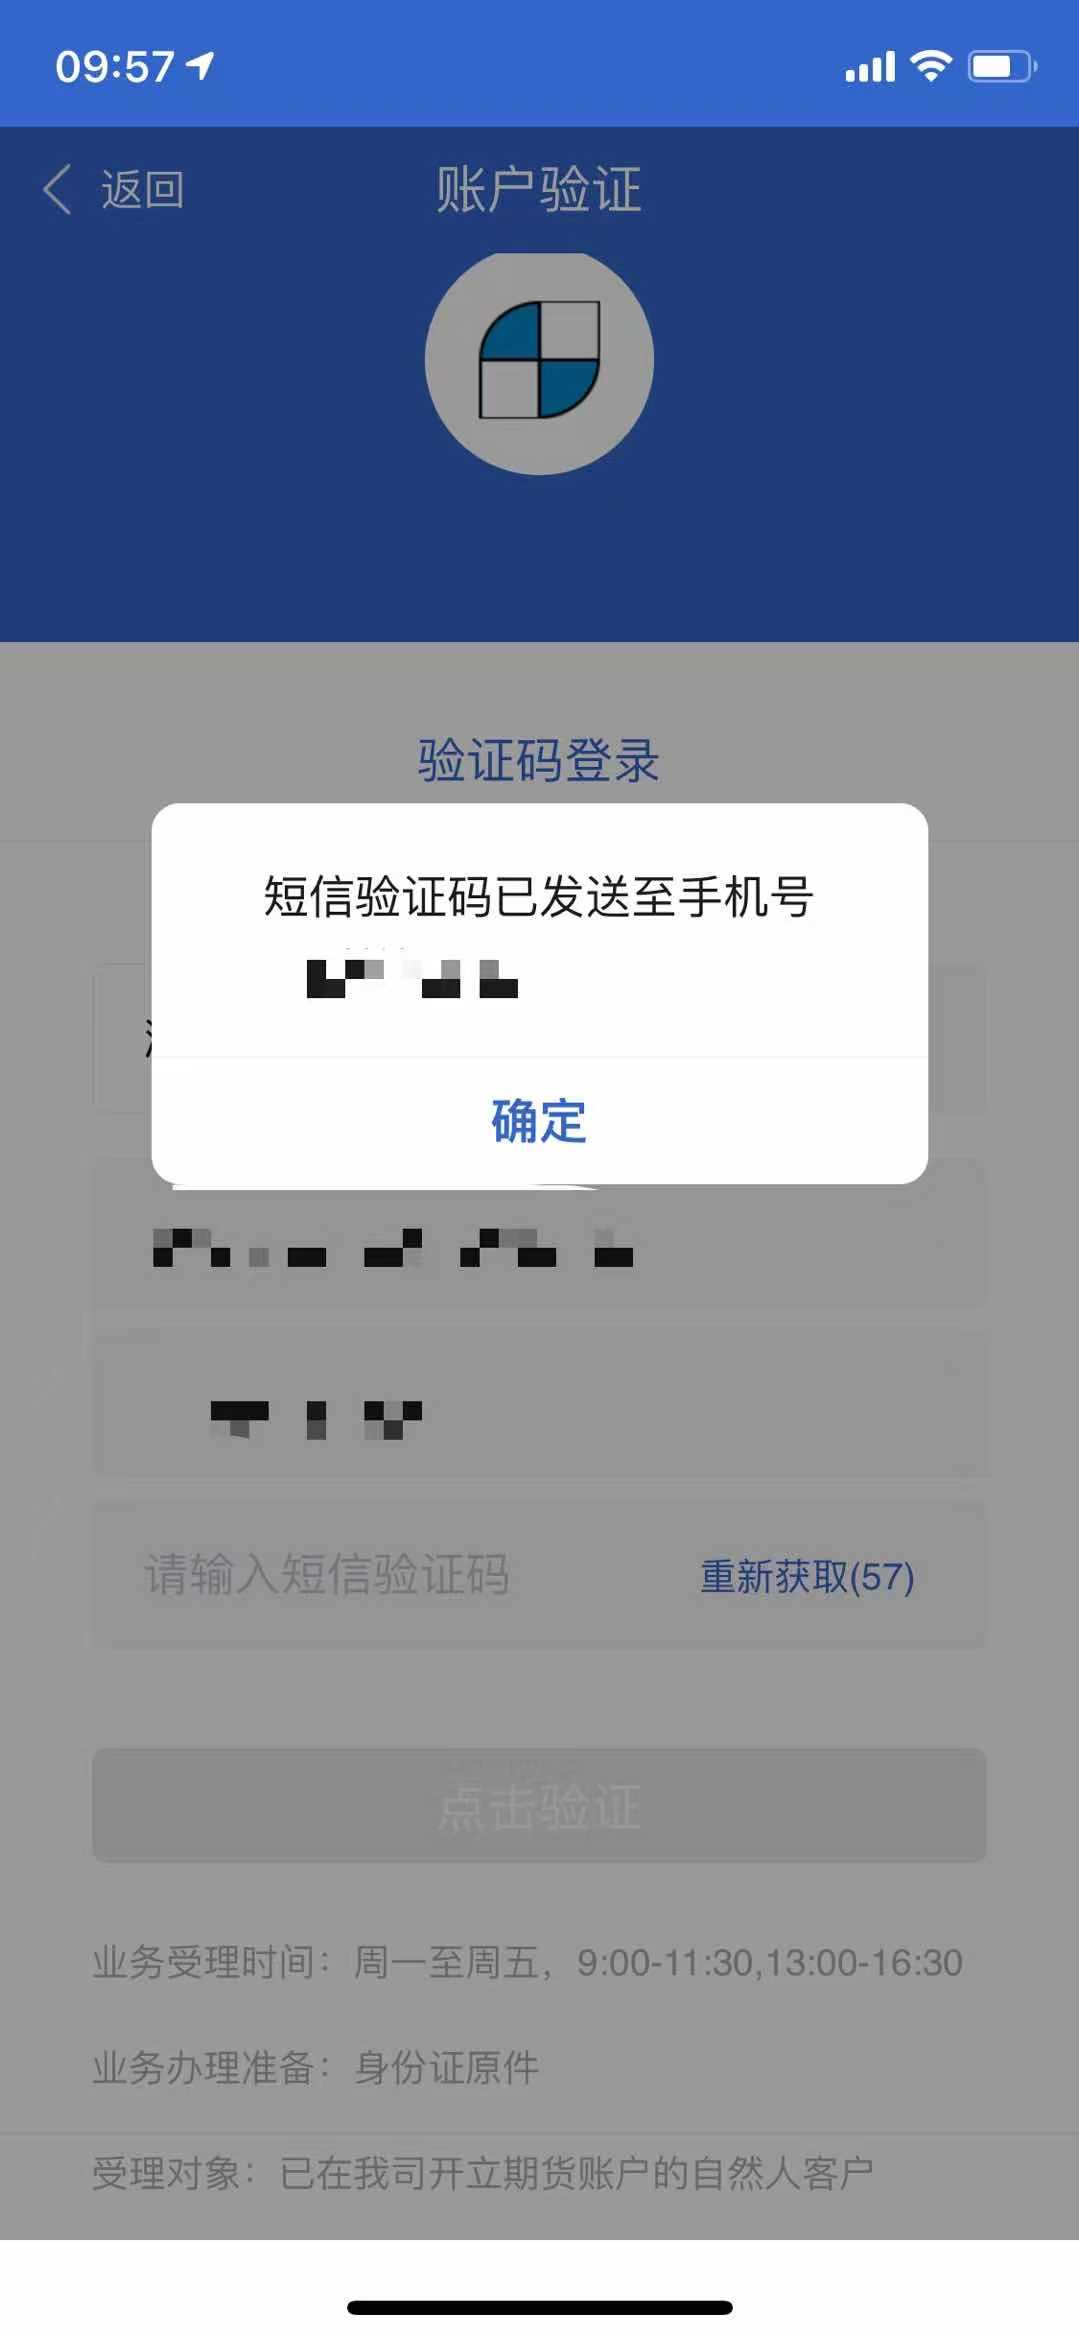 09:57
返回
账户验证
验证码登录
短信验证码已发送至手机号
确定
请输入短信验证码
重新获取(57)
点击验证
业务受理时间：周一至周五，9:00-11:30,13:00-16:30
业务办理准备：身份证原件
受理对象：已在我司开立期货账户的自然人客户